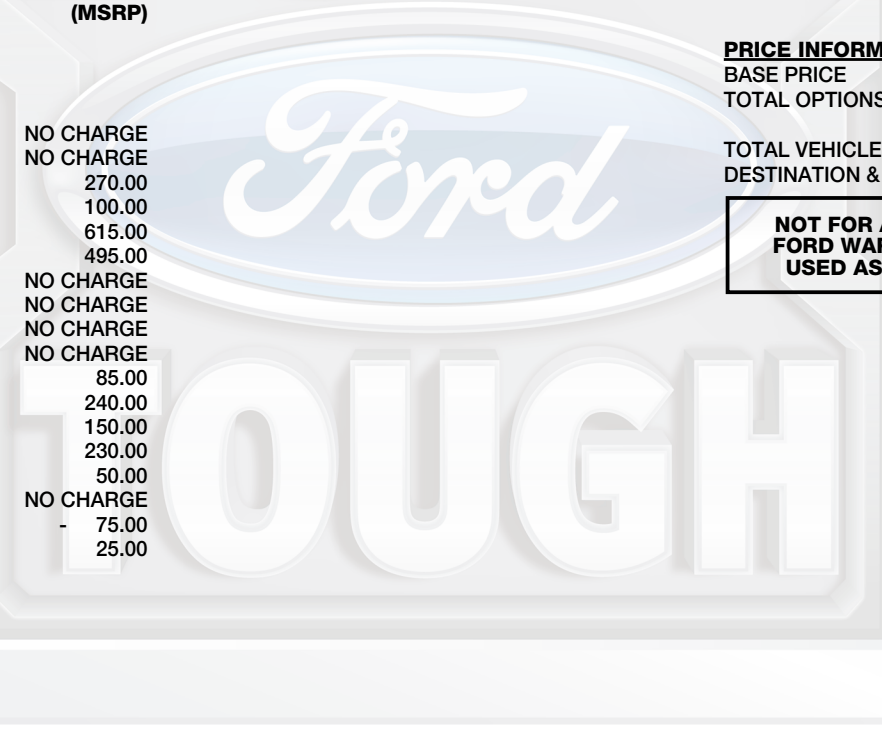 (MSRP)
NO CHARGE
NO CHARGE
270.00
100.00
615.00
495.00
NO CHARGE
NO CHARGE
NO CHARGE
NO CHARGE
85.00
240.00
150.00
230.00
50.00
NO CHARGE
- 75.00
25.00
PRICE INFORM
BASE PRICE
TOTAL OPTIONS
TOTAL VEHICLE
DESTINATION &
NOT FOR A
FORD WAR
USED AS
Ford
TOUGH